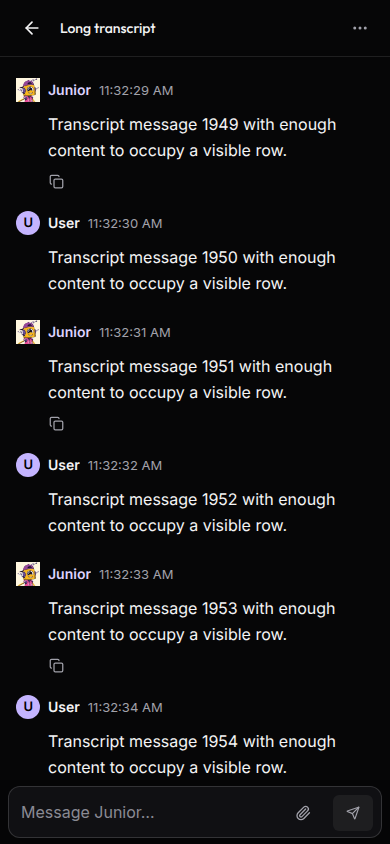 Long transcript
Junior 11:32:29 AM
Transcript message 1949 with enough
content to occupy a visible row.
U User 11:32:30 AM
Transcript message 1950 with enough
content to occupy a visible row.
Junior 11:32:31 AM
Transcript message 1951 with enough
content to occupy a visible row.
U User 11:32:32 AM
Transcript message 1952 with enough
content to occupy a visible row.
Junior 11:32:33 AM
Transcript message 1953 with enough
content to occupy a visible row.
U User 11:32:34 AM
Transcript message 1954 with enough
content to occupy a visible row.
Message Junior...